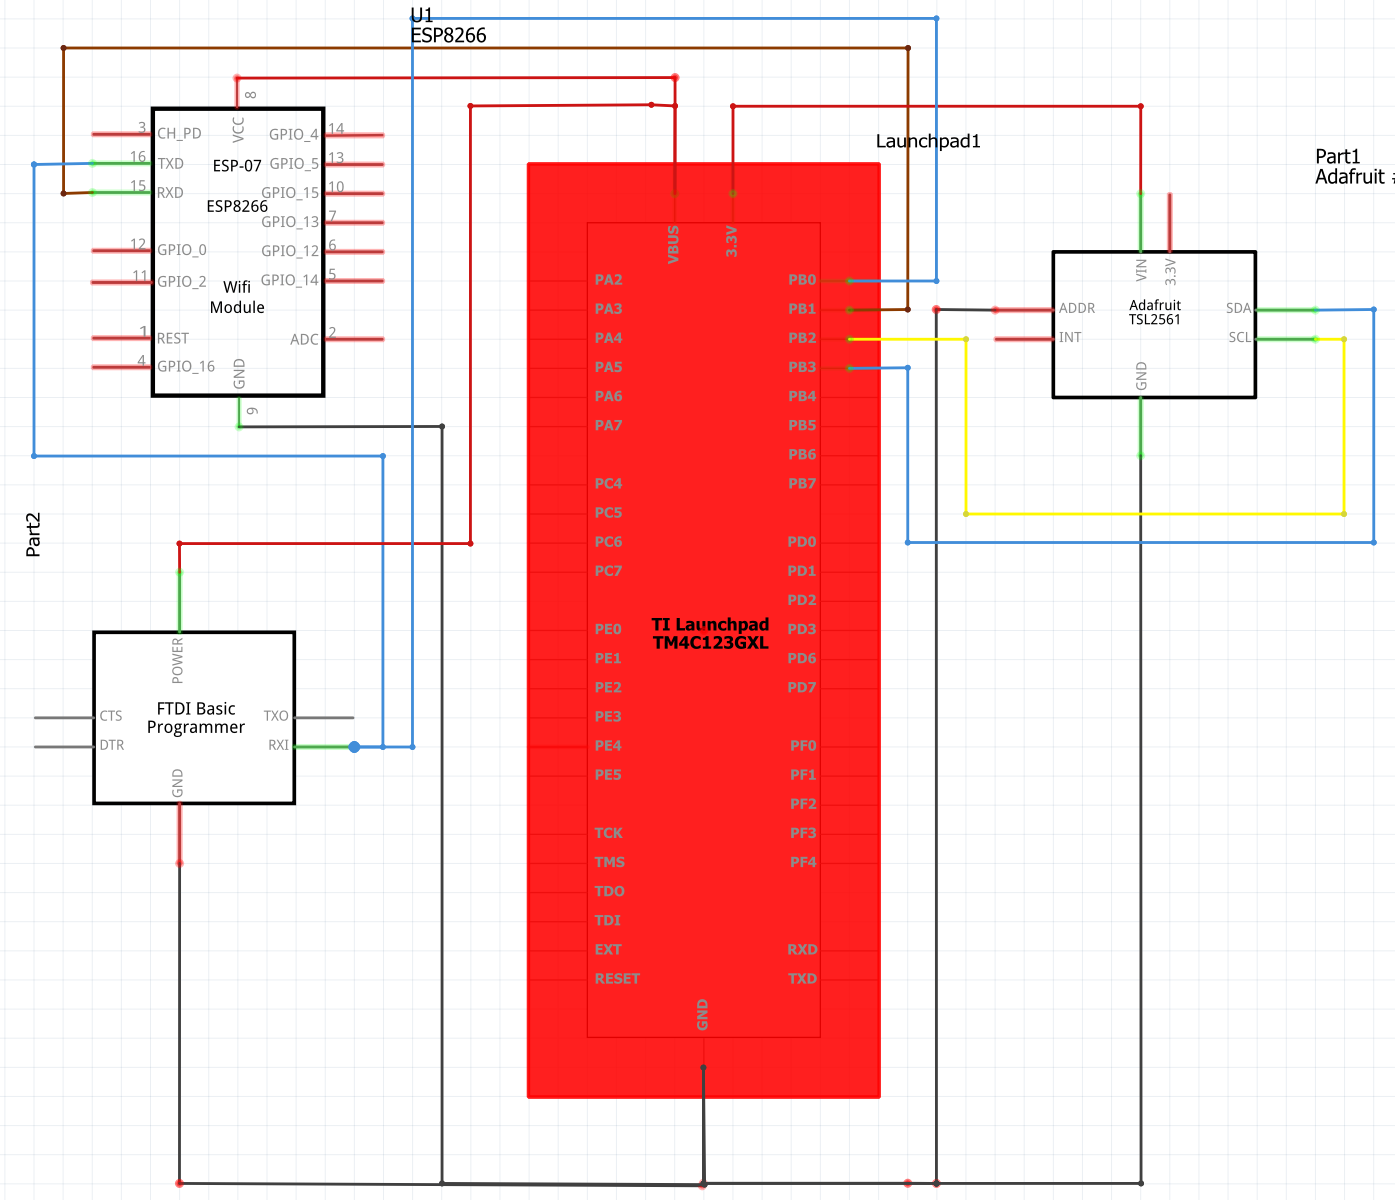 U1
ESP8266
8
VCC
3
CH_PD
16
TXD
15
RXD
12
GPIO_0
11
GPIO_2
1
REST
4
GPIO_16
GPIO_4
14
GPIO_5
13
GPIO_15
10
GPIO_13
7
GPIO_12
6
GPIO_14
5
ADC
2
ESP-07
ESP8266
Wifi
Module
GND
9
Part2
POWER
FTDI Basic
Programmer
CTS
DTR
TXO
RXI
GND
Launchpad1
VBUS
3.3V
PA2
PA3
PA4
PA5
PA6
PA7
PC4
PC5
PC6
PC7
PE0
PE1
PE2
PE3
PE4
PE5
TCK
TMS
TDO
TDI
EXT
RESET
PB0
PB1
PB2
PB3
PB4
PB5
PB6
PB7
PD0
PD1
PD2
PD3
PD6
PD7
PF0
PF1
PF2
PF3
PF4
RXD
TXD
TI Launchpad
TM4C123GXL
GND
Part1
Adafruit #
VIN
3.3V
ADDR
INT
Adafruit
TSL2561
SDA
SCL
GND